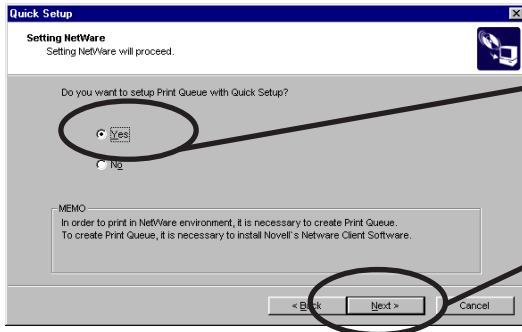 Quick Setup
Setting NetWare
Setting NetWare will proceed.
Do you want to setup Print Queue with Quick Setup?
Yes
No
MEMO
In order to print in NetWare environment, it is necessary to create Print Queue.
To create Print Queue, it is necessary to install Novell`s Netware Client Software.
« Back
Next »
Cancel